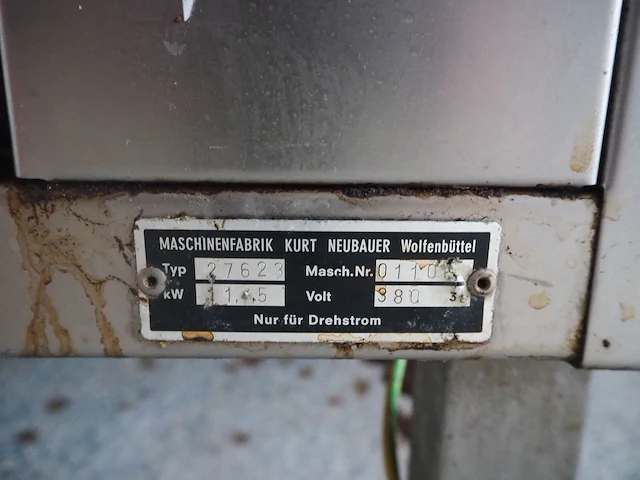 MASCHINENFABRIK KURT NEUBAUER Wolfenbüttel
Typ 27623 Masch.Nr.
kW Volt 380
Nur für Drehstrom